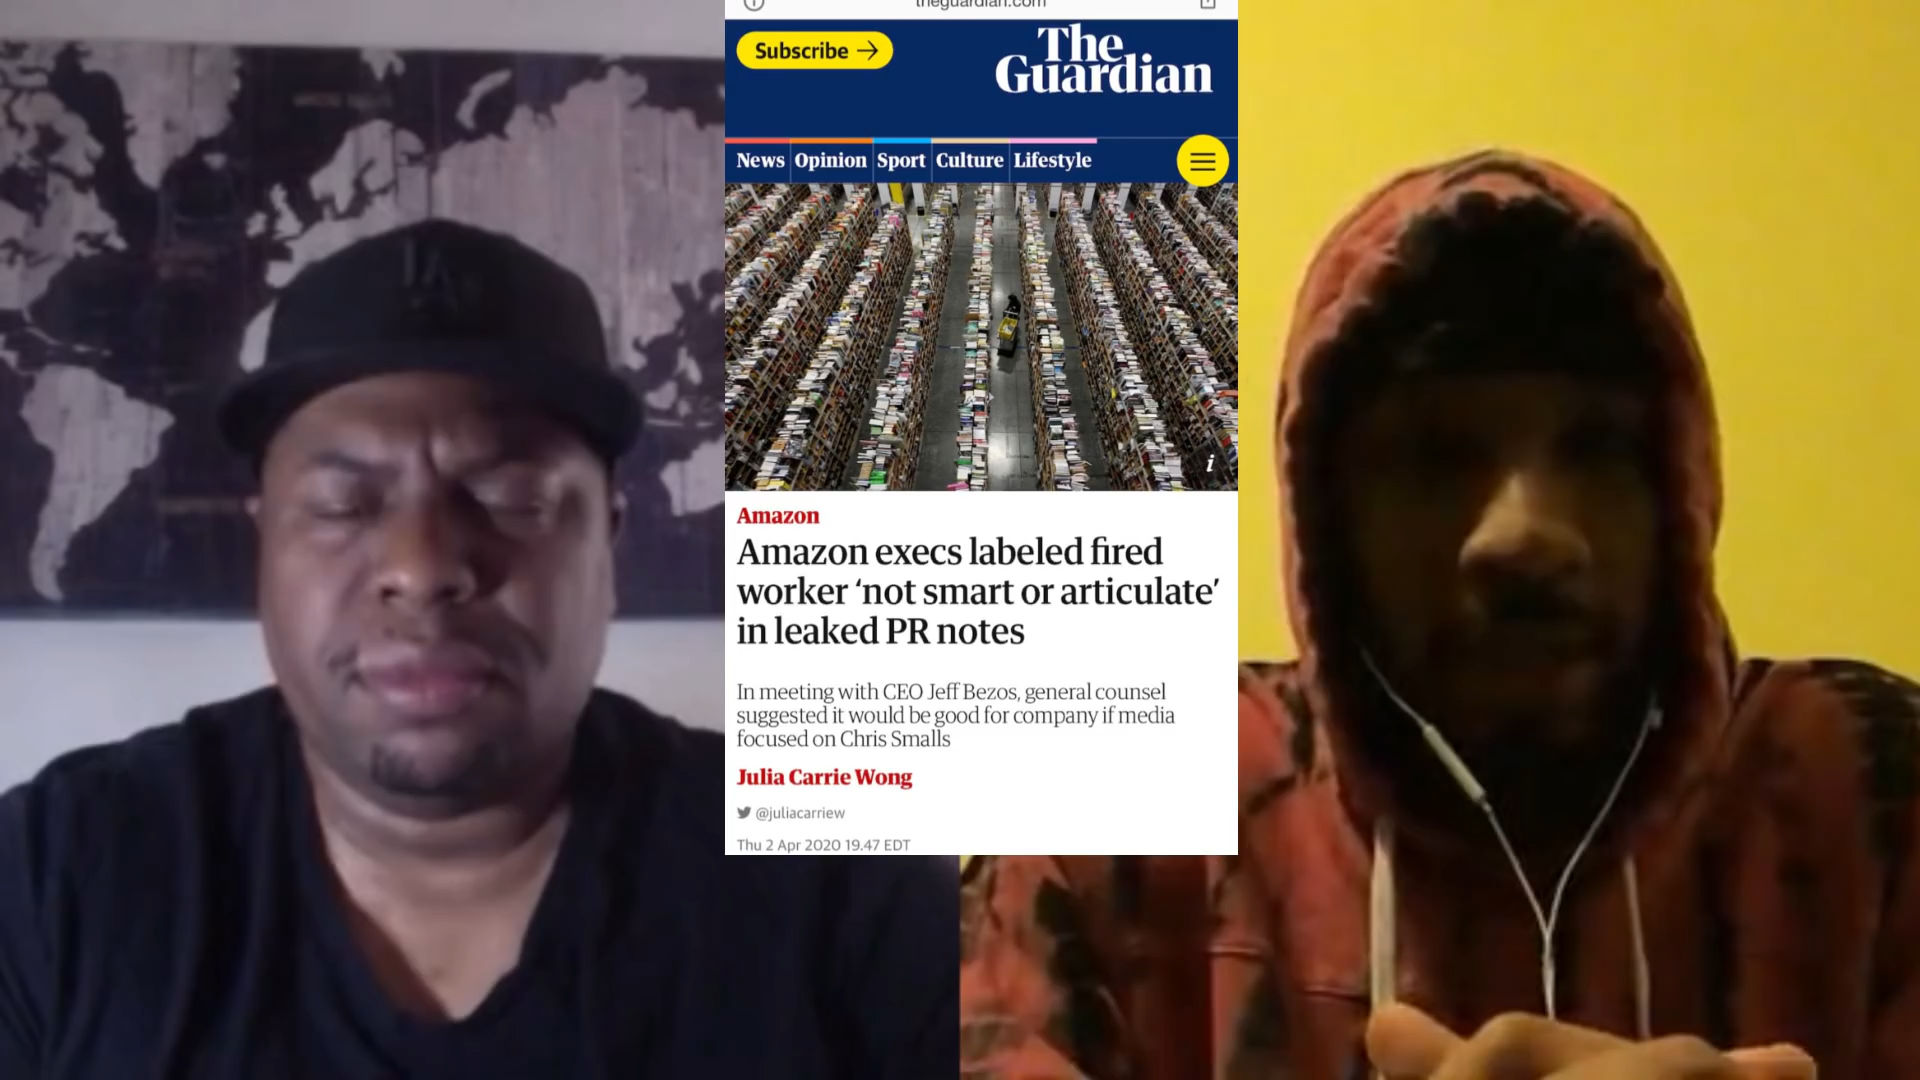 theguardian.com
Subscribe →
The
Guardian
News Opinion Sport Culture Lifestyle
i
Amazon
Amazon execs labeled fired
worker ‘not smart or articulate’
in leaked PR notes
In meeting with CEO Jeff Bezos, general counsel
suggested it would be good for company if media
focused on Chris Smalls
Julia Carrie Wong
@juliacarriew
Thu 2 Apr 2020 19.47 EDT
LA